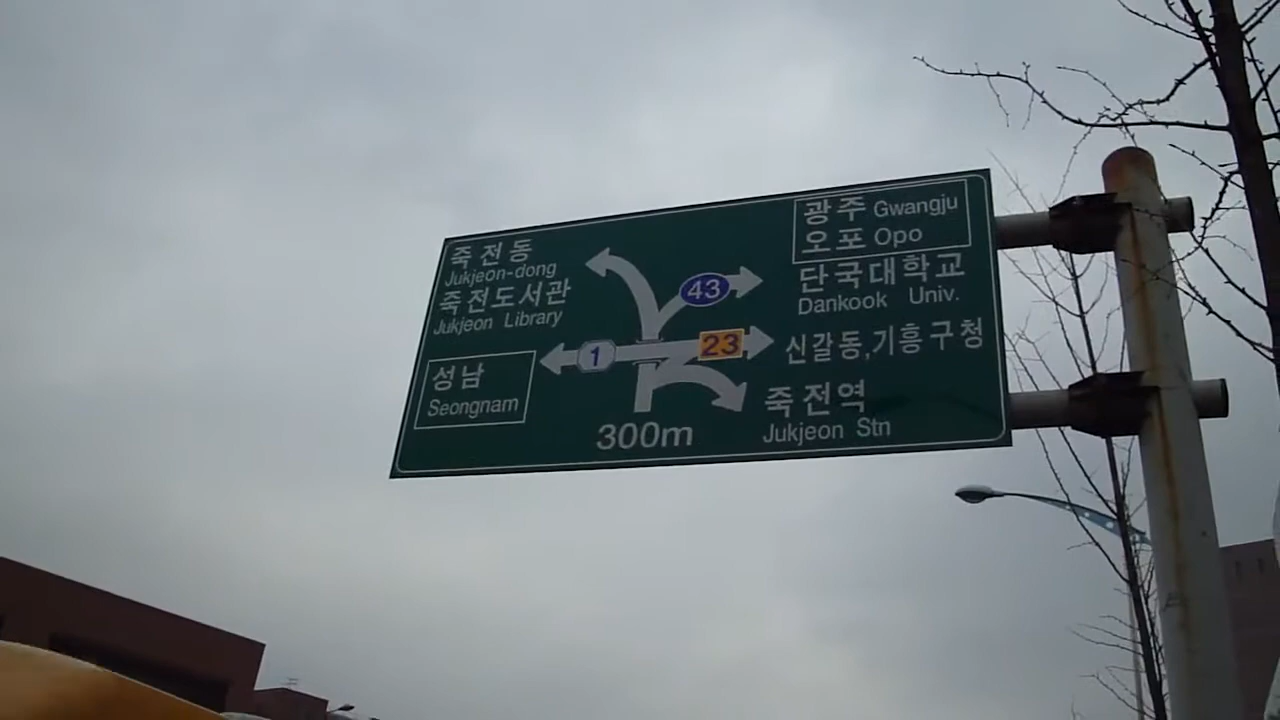 죽전동
Jukjeon-dong
죽전도서관
Jukjeon Library
성남
Seongnam
1
43
23
300m
광주 Gwangju
오포 Opo
단국대학교
Dankook Univ.
신갈동,기흥구청
죽전역
Jukjeon Stn